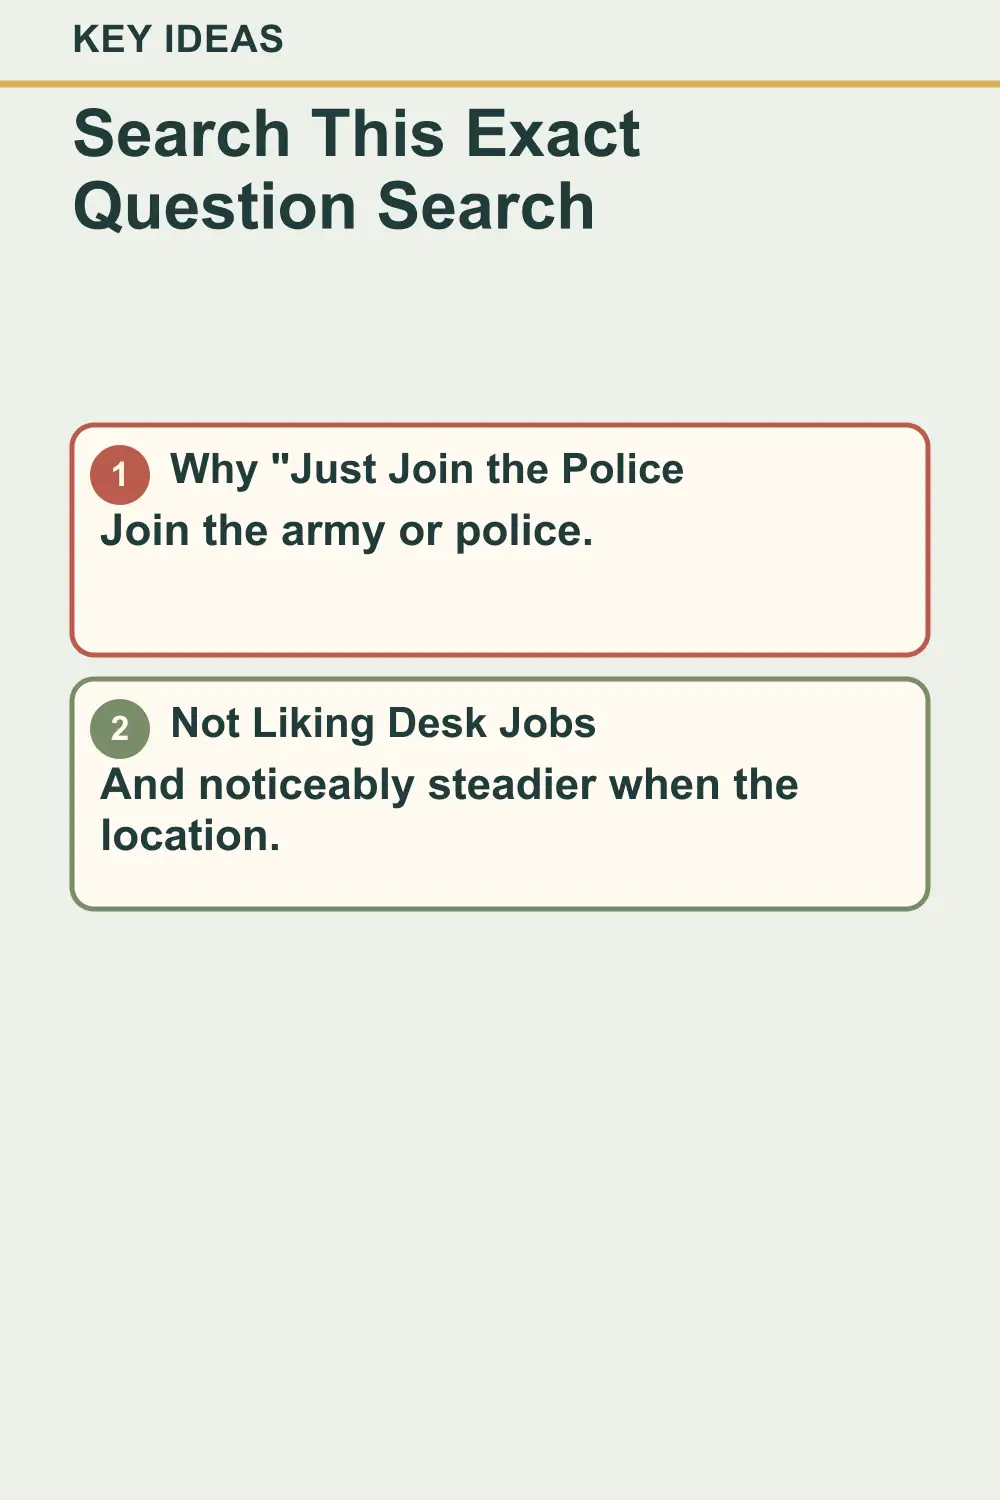 KEY IDEAS
Search This Exact
Question Search
1
Why "Just Join the Police
Join the army or police.
2
Not Liking Desk Jobs
And noticeably steadier when the
location.